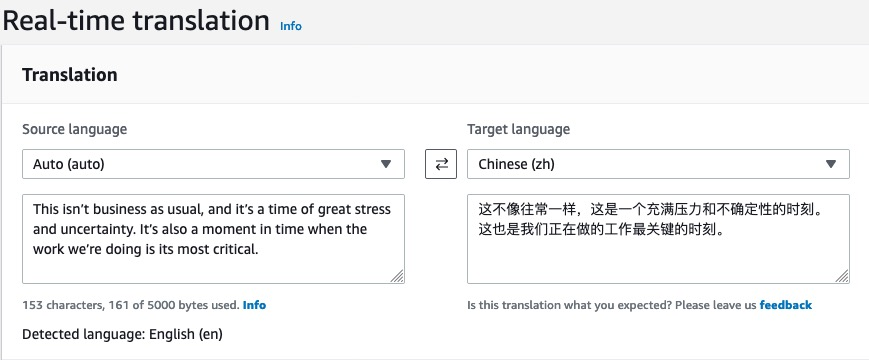 Real-time translation Info
Translation
Source language
Target language
Auto (auto)
Chinese (zh)
This isn’t business as usual, and it’s a time of great stress
and uncertainty. It’s also a moment in time when the
work we’re doing is its most critical.
这不像往常一样，这是一个充满压力和不确定性的时刻。
这也是我们正在做的工作最关键的时刻。
153 characters, 161 of 5000 bytes used. Info
Is this translation what you expected? Please leave us feedback
Detected language: English (en)